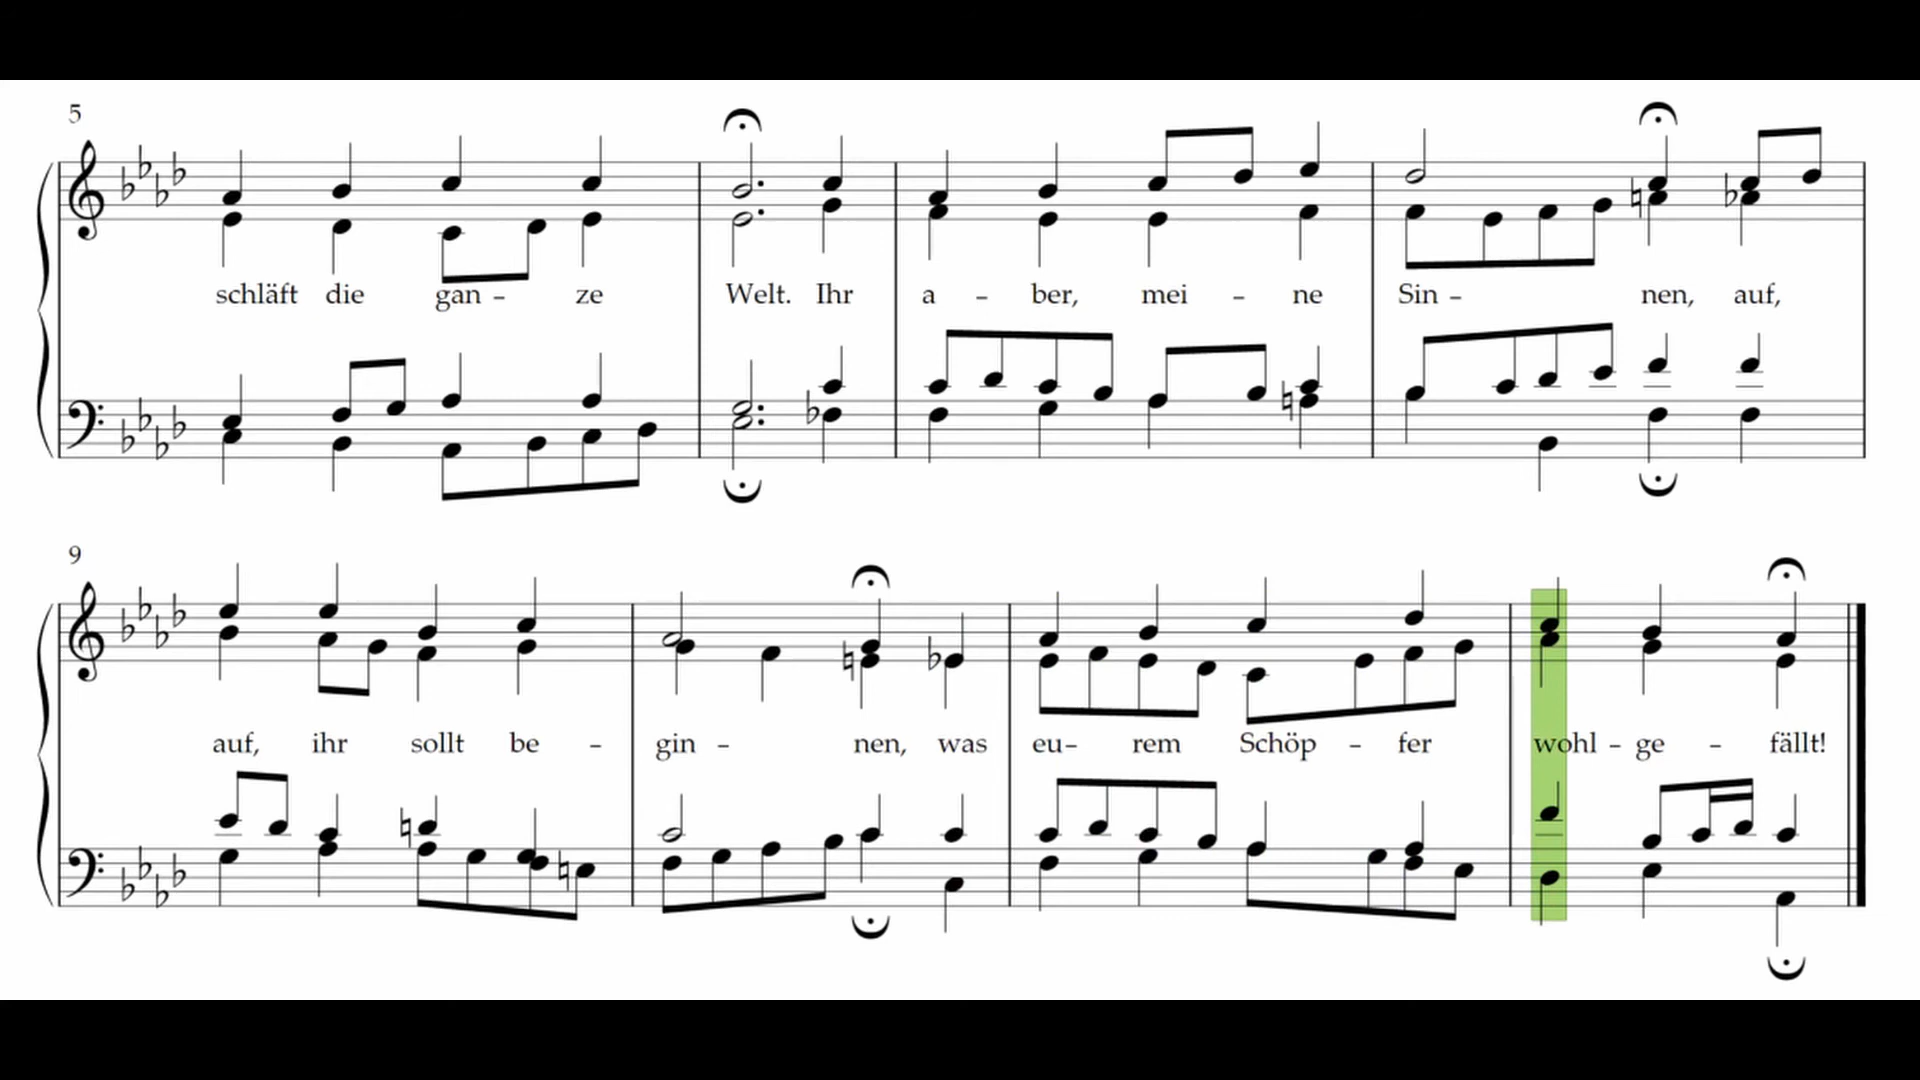 5
schläft die gan - ze Welt. Ihr a - ber, mei - ne Sin - nen, auf,
9
auf, ihr sollt be - gin - nen, was eu- rem Schöp - fer wohl - ge - fällt!